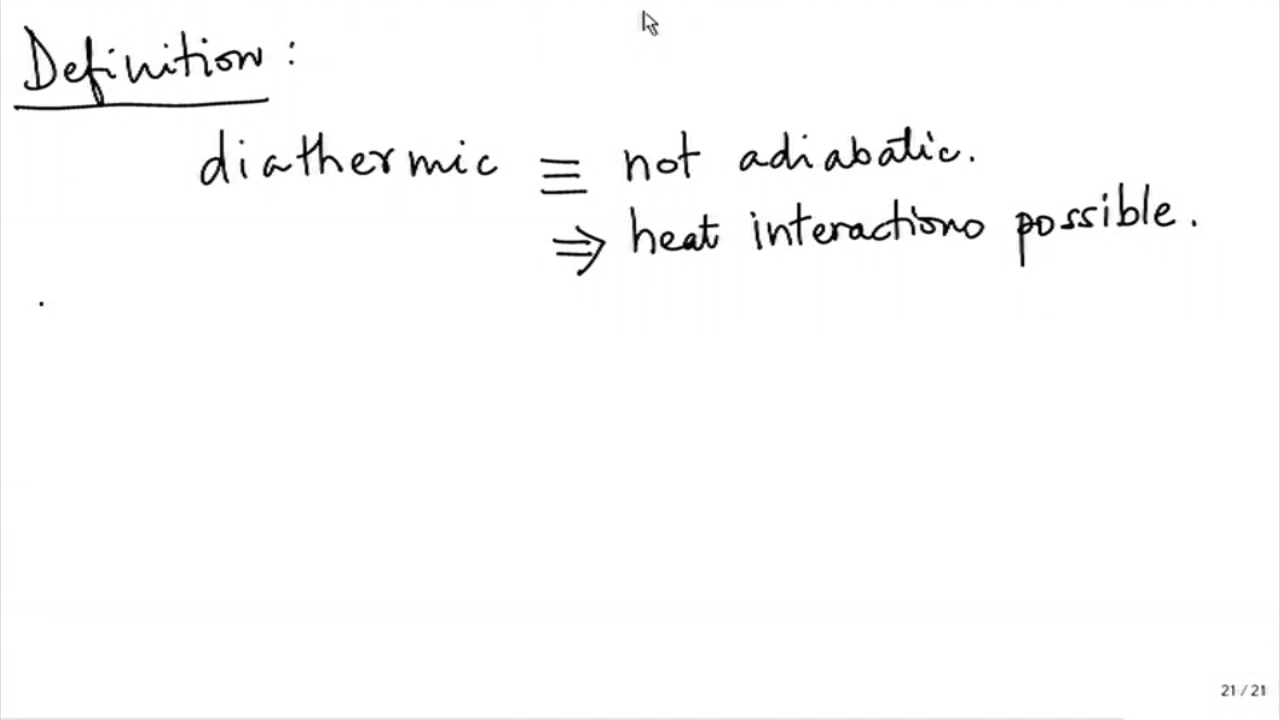 Definition:
diathermic ≡ not adiabatic.
⇒ heat interactions possible.
21 / 21